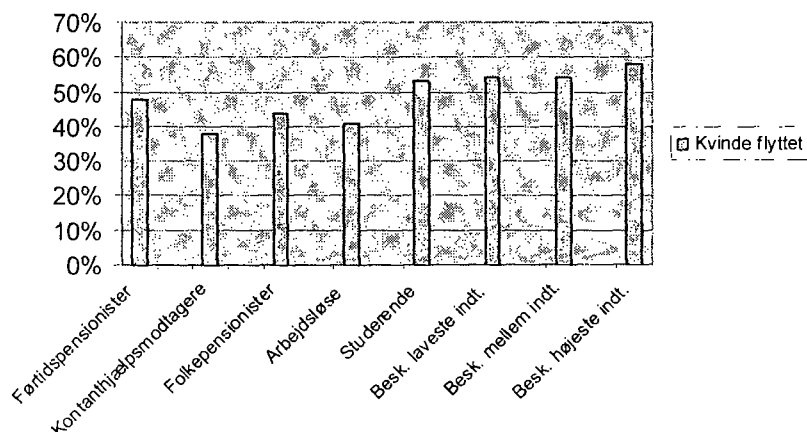 70%
60%
50%
40%
30%
20%
10%
0%
Førtidspensionister
Kontanthjælpsmodtagere
Folkepensionister
Arbejdsløse
Studerende
Besk. laveste indt.
Besk. mellem indt.
Besk. højeste indt.
Kvinde flyttet